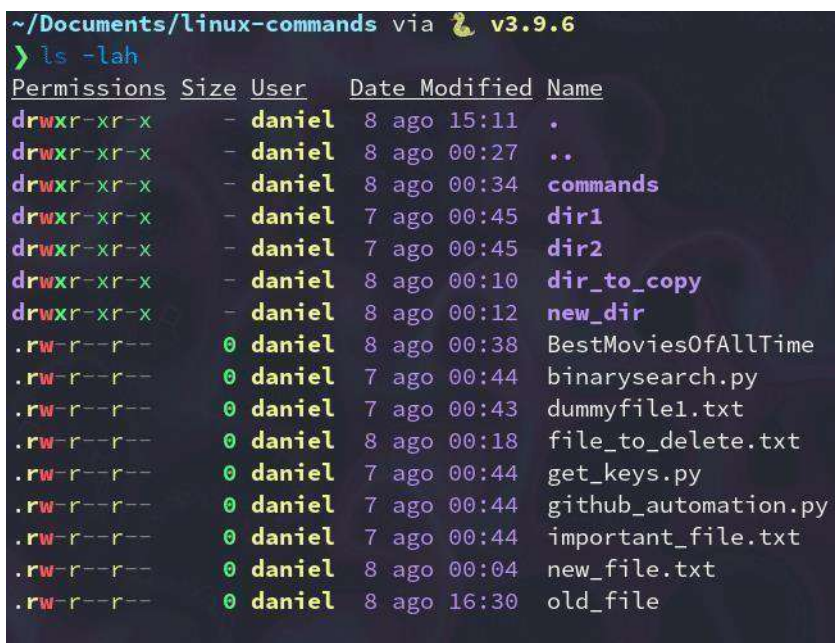 ~/Documents/linux-commands via 🐍 v3.9.6
❯ ls -lah
Permissions Size User Date Modified Name
drwxr-xr-x - daniel 8 ago 15:11 .
drwxr-xr-x - daniel 8 ago 00:27 ..
drwxr-xr-x - daniel 8 ago 00:34 commands
drwxr-xr-x - daniel 7 ago 00:45 dir1
drwxr-xr-x - daniel 7 ago 00:45 dir2
drwxr-xr-x - daniel 8 ago 00:10 dir_to_copy
drwxr-xr-x - daniel 8 ago 00:12 new_dir
.rw-r--r-- 0 daniel 8 ago 00:38 BestMoviesOfAllTime
.rw-r--r-- 0 daniel 7 ago 00:44 binarysearch.py
.rw-r--r-- 0 daniel 7 ago 00:43 dummyfile1.txt
.rw-r--r-- 0 daniel 8 ago 00:18 file_to_delete.txt
.rw-r--r-- 0 daniel 7 ago 00:44 get_keys.py
.rw-r--r-- 0 daniel 7 ago 00:44 github_automation.py
.rw-r--r-- 0 daniel 7 ago 00:44 important_file.txt
.rw-r--r-- 0 daniel 8 ago 00:04 new_file.txt
.rw-r--r-- 0 daniel 8 ago 16:30 old_file